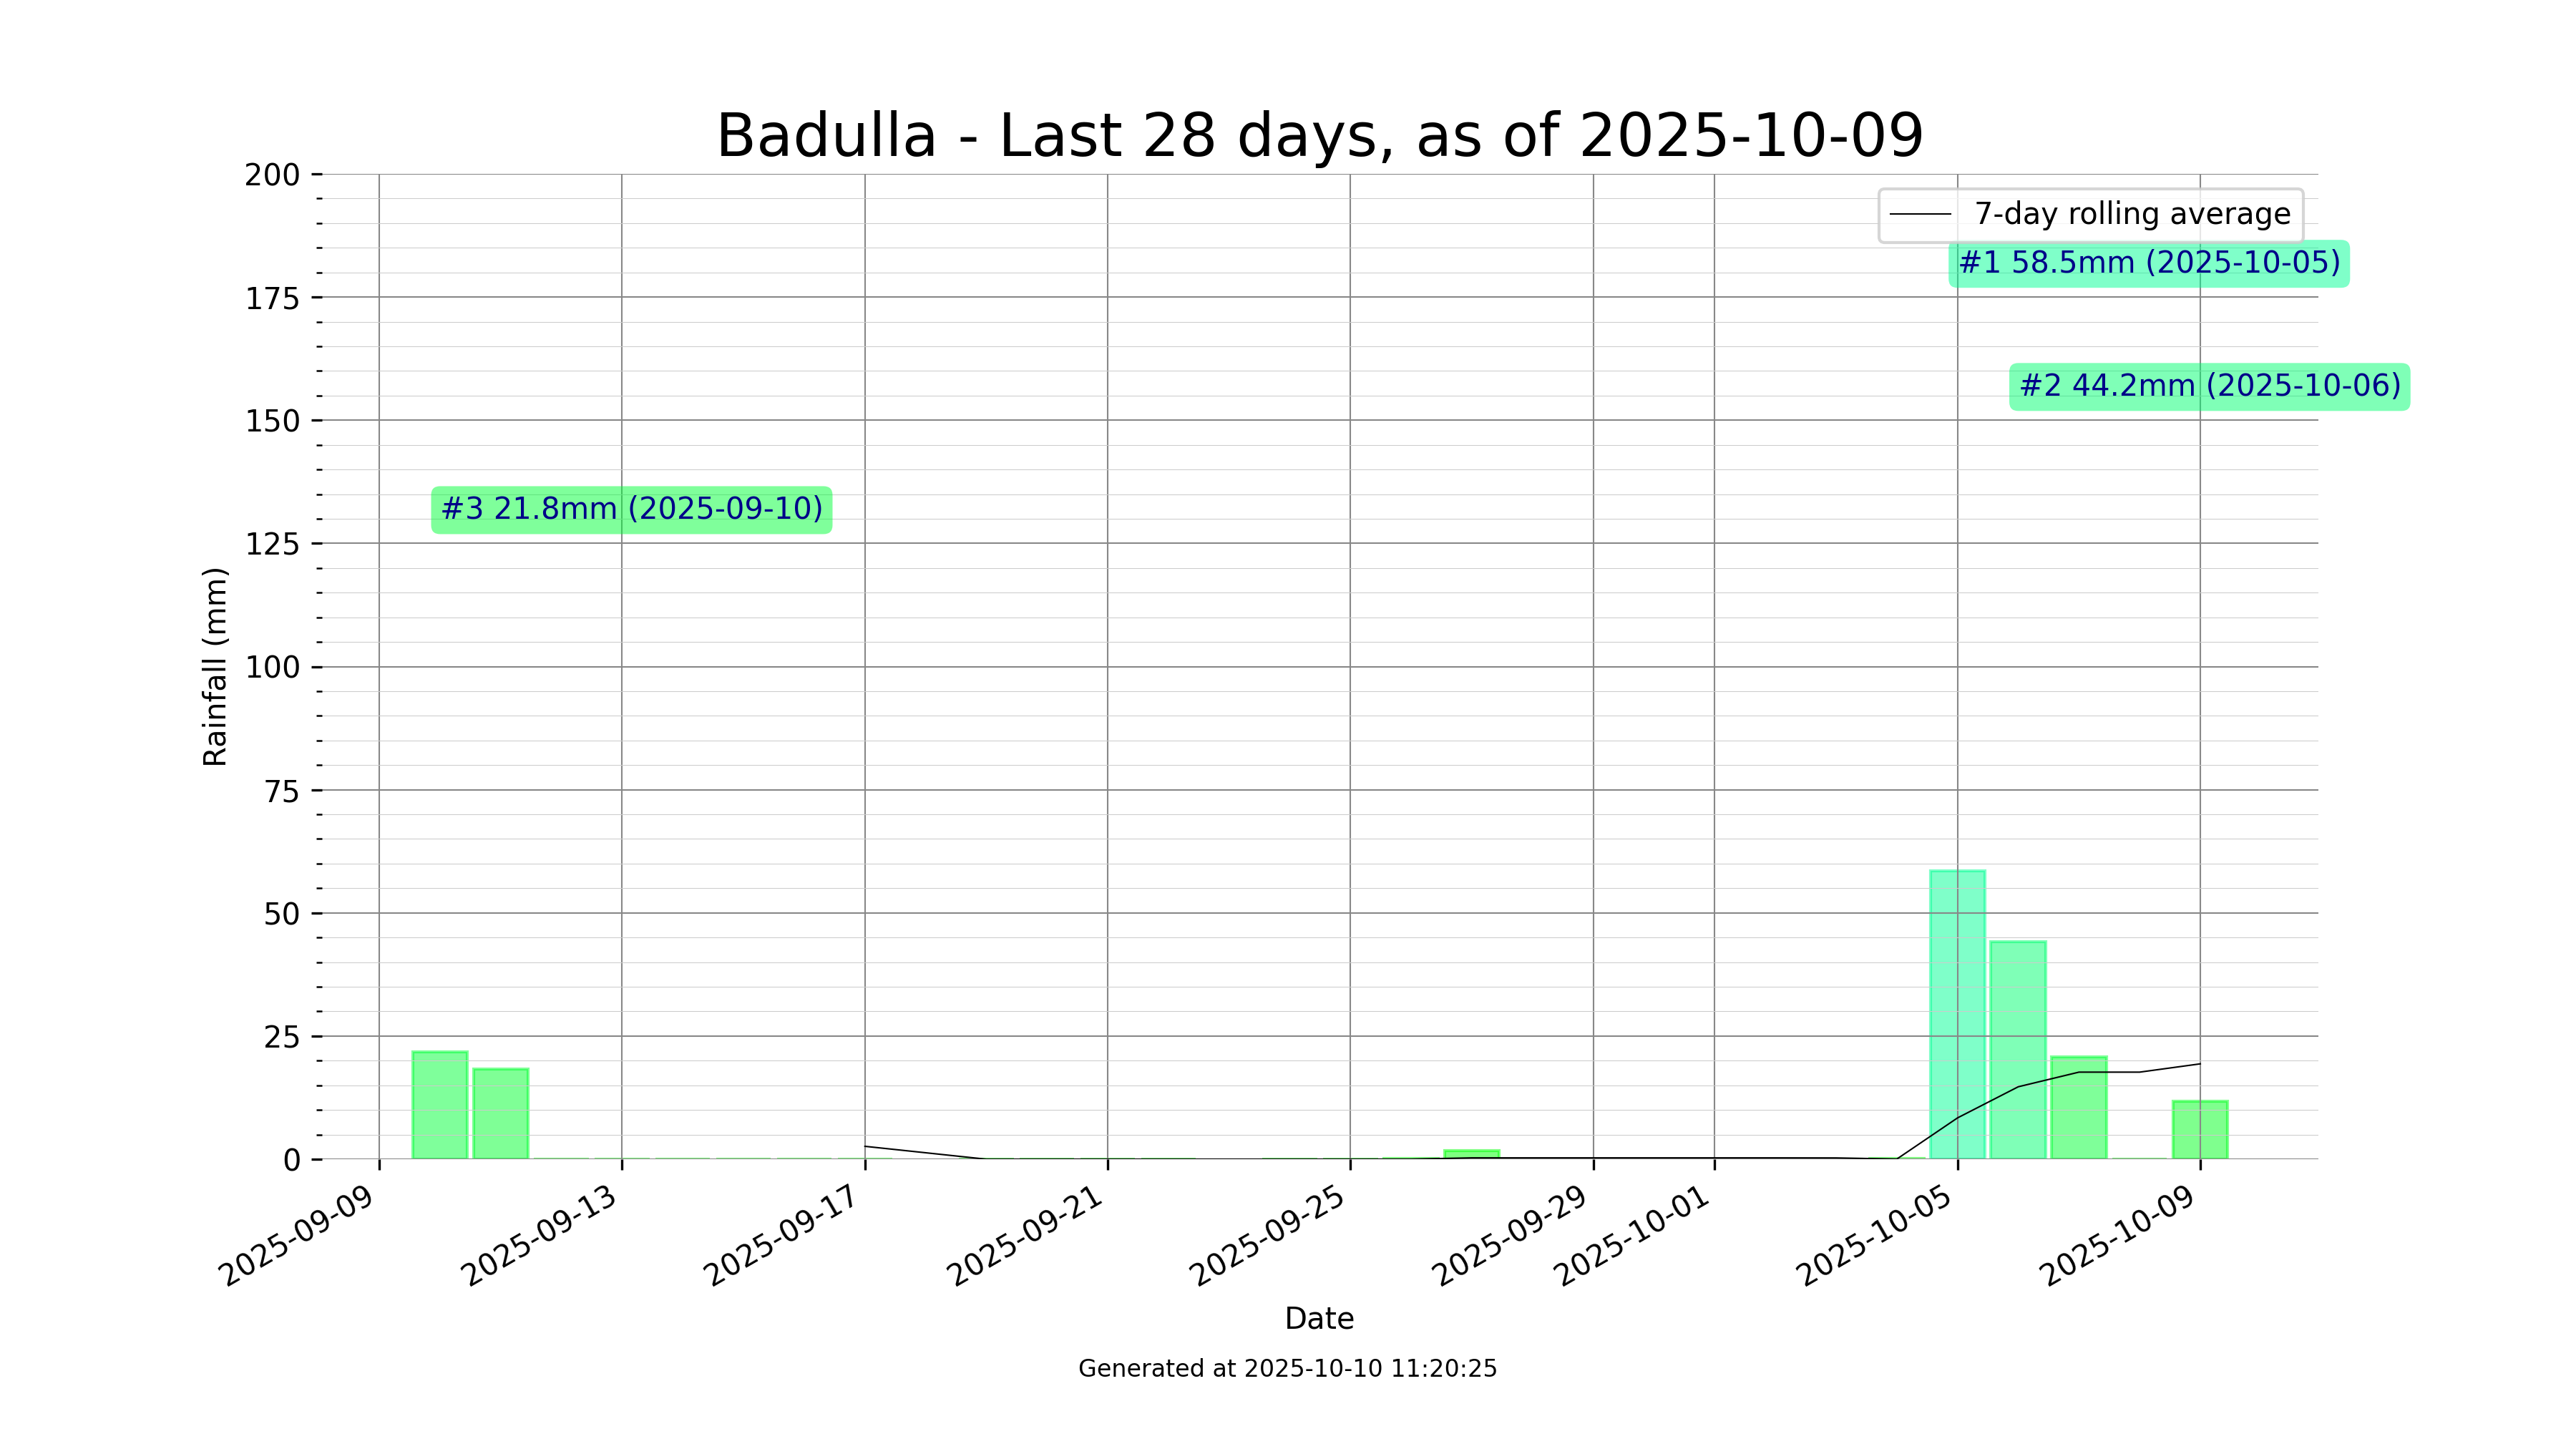 Badulla - Last 28 days, as of 2025-10-09
7-day rolling average
#1 58.5mm (2025-10-05)
#2 44.2mm (2025-10-06)
#3 21.8mm (2025-09-10)
Rainfall (mm)
200
175
150
125
100
75
50
25
0
2025-09-09
2025-09-13
2025-09-17
2025-09-21
2025-09-25
2025-09-29
2025-10-01
2025-10-05
2025-10-09
Date
Generated at 2025-10-10 11:20:25